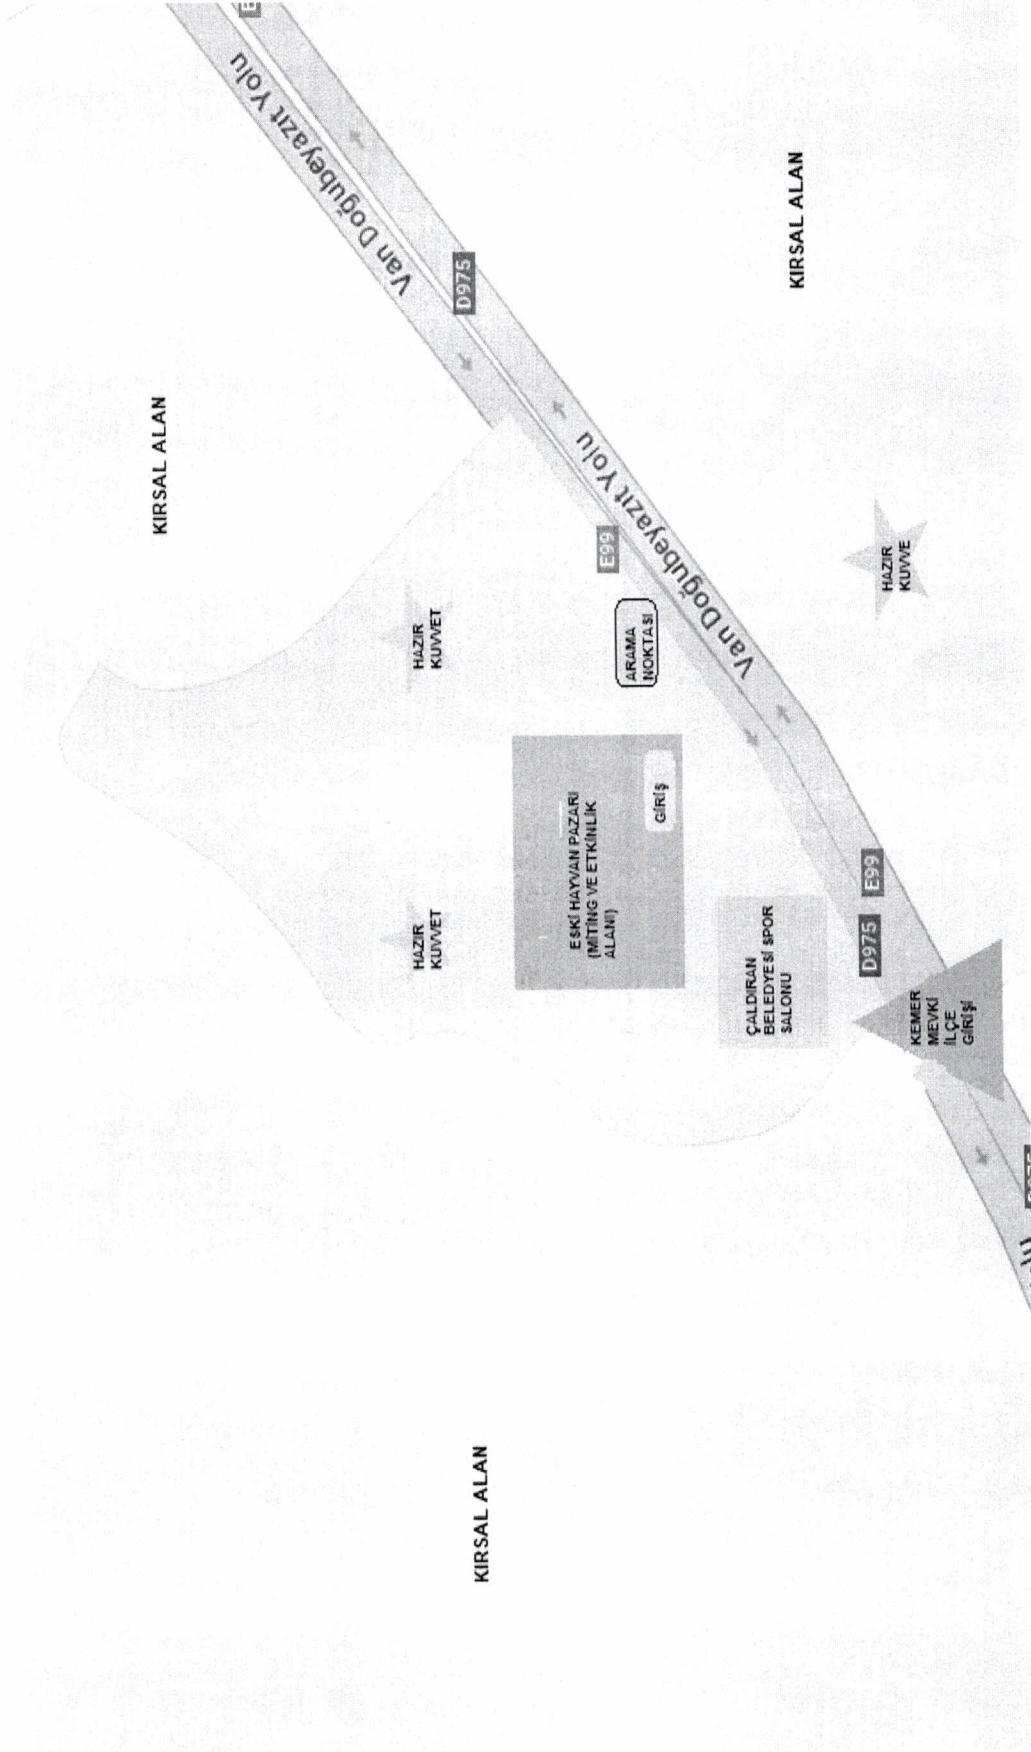 KIRSAL ALAN
HAZIR
KUVVET
HAZIR
KUVVET
ESKİ HAYVAN PAZARI
(MİTİNG VE ETKİNLİK
ALANI)
GİRİŞ
ARAMA
NOKTASI
ÇALDIRAN
BELEDYESİ SPOR
SALONU
KEMER
MEVKİ
İLÇE
GİRİŞİ
HAZIR
KUVVE
KIRSAL ALAN
KIRSAL ALAN
Van Doğubeyazıt Yolu
Van Doğubeyazıt Yolu
D975
E99
D975
E99